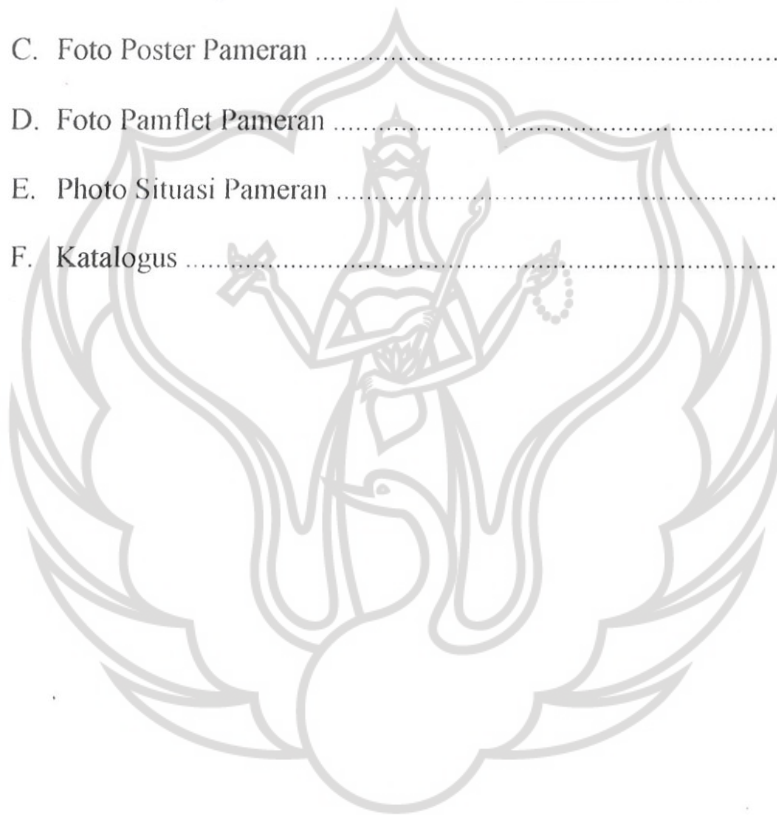 C. Foto Poster Pameran ........................................................................
D. Foto Pamflet Pameran .....................................................................
E. Photo Situasi Pameran .....................................................................
F. Katalogus ...........................................................................................